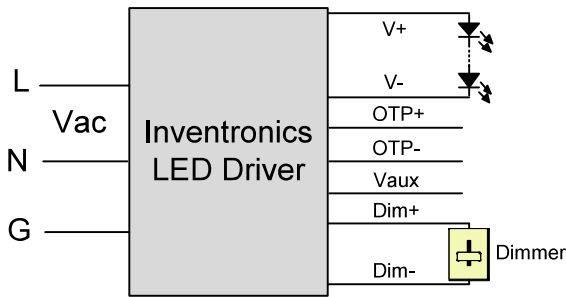 L
Vac
N
G
Inventronics
LED Driver
V+
V-
OTP+
OTP-
Vaux
Dim+
Dim-
Dimmer